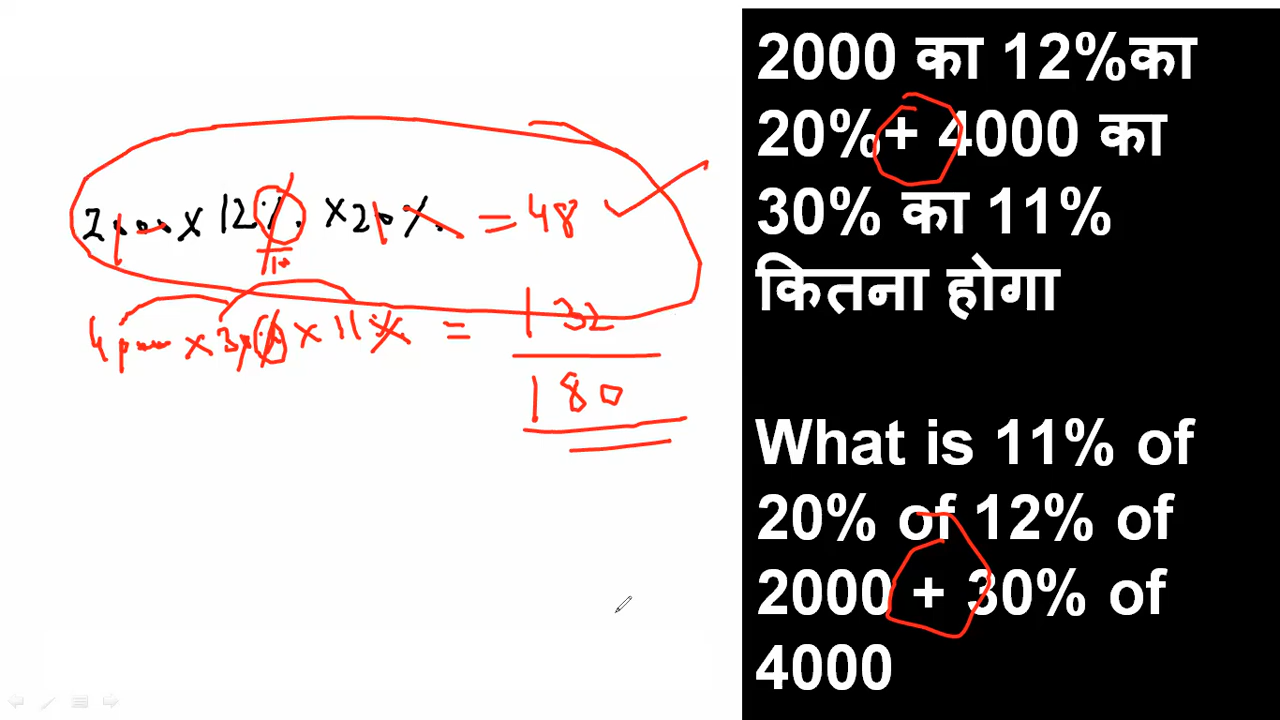 2000 x 12% x 20% = 48
10
4000 x 30% x 11% = 132
180
2000 का 12%का
20%+ 4000 का
30% का 11%
कितना होगा
What is 11% of
20% of 12% of
2000 + 30% of
4000